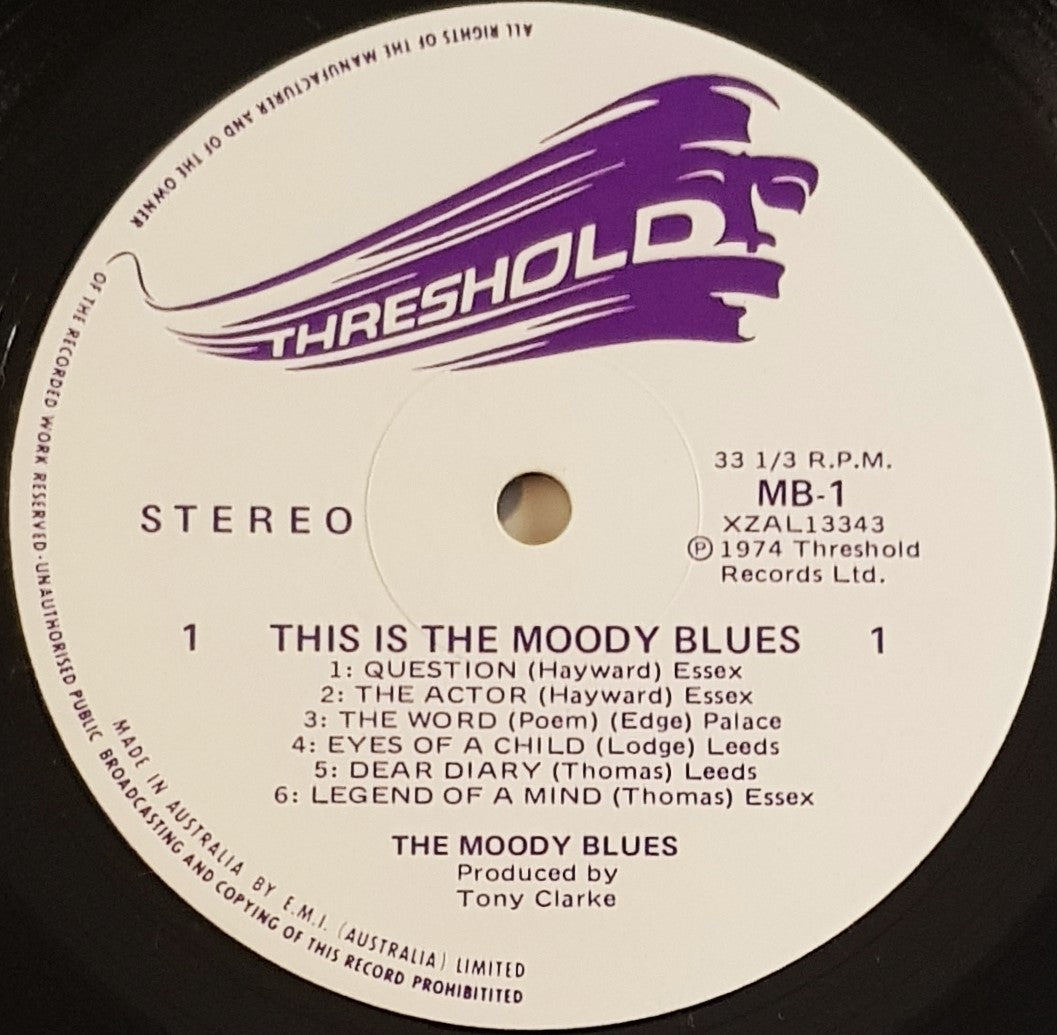 ALL RIGHTS OF THE MANUFACTURER AND OF THE OWNER
OF THE RECORDED WORK RESERVED-UNAUTHORISED PUBLIC BROADCASTING AND COPYING OF THIS RECORD PROHIBITITED
MADE IN AUSTRALIA BY E.M.I. (AUSTRALIA) LIMITED
THRESHOLD
STEREO
33 1/3 R.P.M.
MB-1
XZAL13343
Ⓟ1974 Threshold
Records Ltd.
1 THIS IS THE MOODY BLUES 1
1: QUESTION (Hayward) Essex
2: THE ACTOR (Hayward) Essex
3: THE WORD (Poem) (Edge) Palace
4: EYES OF A CHILD (Lodge) Leeds
5: DEAR DIARY (Thomas) Leeds
6: LEGEND OF A MIND (Thomas) Essex
THE MOODY BLUES
Produced by
Tony Clarke